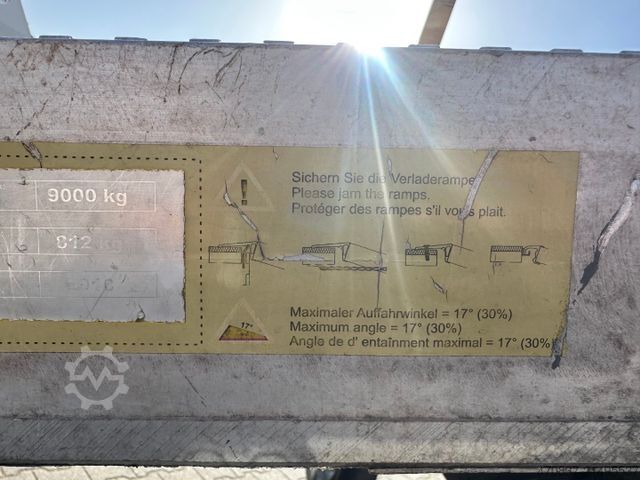 9000 kg
812
Sichern Sie die Verladerampe
Please jam the ramps.
Protéger des rampes s'il vous plait.
17°
Maximaler Auffahrwinkel = 17° (30%)
Maximum angle = 17° (30%)
Angle de d' entaînment maximal = 17° (30%)